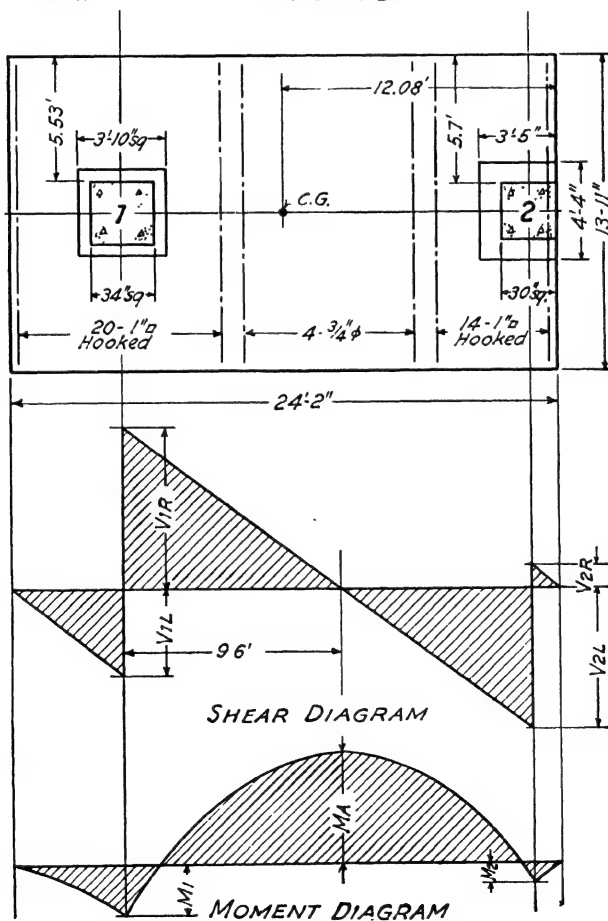 12.08'
5.53'
3'-10"sq
5.7'
3'-5"
1
C.G.
2
4'-4"
13'-11"
34"sq
30"sq.
20-1"□
Hooked
4-3/4"ϕ
14-1"□
Hooked
24'-2"
V1R
V2R
V1L
9.6'
V2L
SHEAR DIAGRAM
MA
M1
M2
MOMENT DIAGRAM